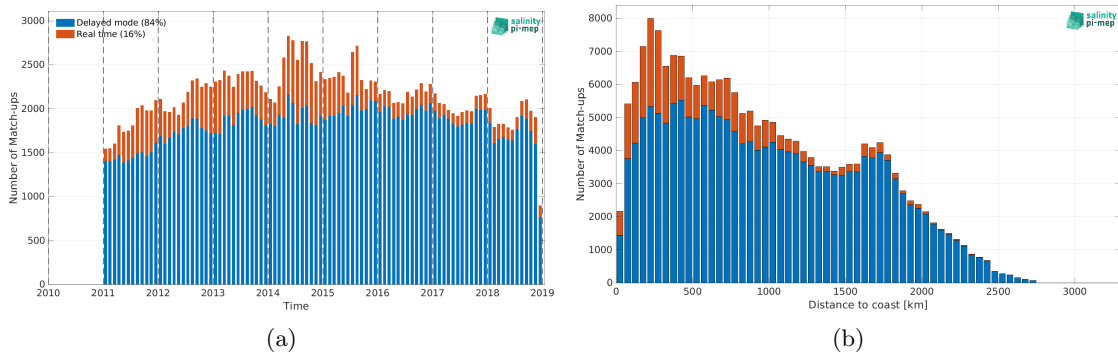 Delayed mode (84%)
Real time (16%)
salinity
pi-mep
Number of Match-ups
3000
2500
2000
1500
1000
500
0
2010 2011 2012 2013 2014 2015 2016 2017 2018 2019
Time
(a)
salinity
pi-mep
Number of Match-ups
8000
7000
6000
5000
4000
3000
2000
1000
0
0 500 1000 1500 2000 2500 3000
Distance to coast [km]
(b)